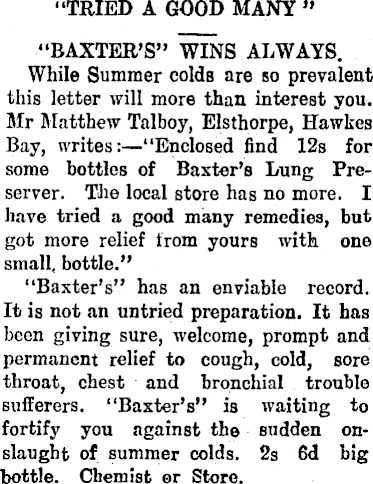 "TRIED A GOOD MANY"
"BAXTER'S" WINS ALWAYS.
While Summer colds are so prevalent
this letter will more than interest you.
Mr Matthew Talboy, Elsthorpe, Hawkes
Bay, writes:—"Enclosed find 12s for
some bottles of Baxter's Lung Pre-
server. The local store has no more. I
have tried a good many remedies, but
got more relief from yours with one
small, bottle."
"Baxter's" has an enviable record.
It is not an untried preparation. It has
been giving sure, welcome, prompt and
permanent relief to cough, cold, sore
throat, chest and bronchial trouble
sufferers. "Baxter's" is waiting to
fortify you against the sudden on-
slaught of summer colds. 2s 6d big
bottle. Chemist or Store.